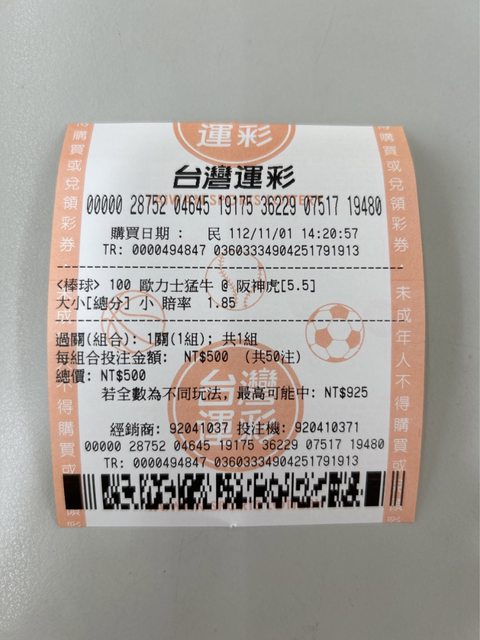 運彩
台灣運彩
00000 28752 04645 19175 36229 07517 19480
購買日期: 民 112/11/01 14:20:57
TR: 0000494847 03603334904251791913
<棒球> 100 歐力士猛牛 @ 阪神虎[5.5]
大小[總分] 小 賠率 1.85
過關(組合): 1關(1組); 共1組
每組合投注金額: NT$500 (共50注)
總價: NT$500
若全數為不同玩法, 最高可能中: NT$925
台灣運彩
經銷商: 92041037 投注機: 920410371
00000 28752 04645 19175 36229 07517 19480
TR: 0000494847 03603334904251791913
得購買或兌領彩券
未成年人不得購買或